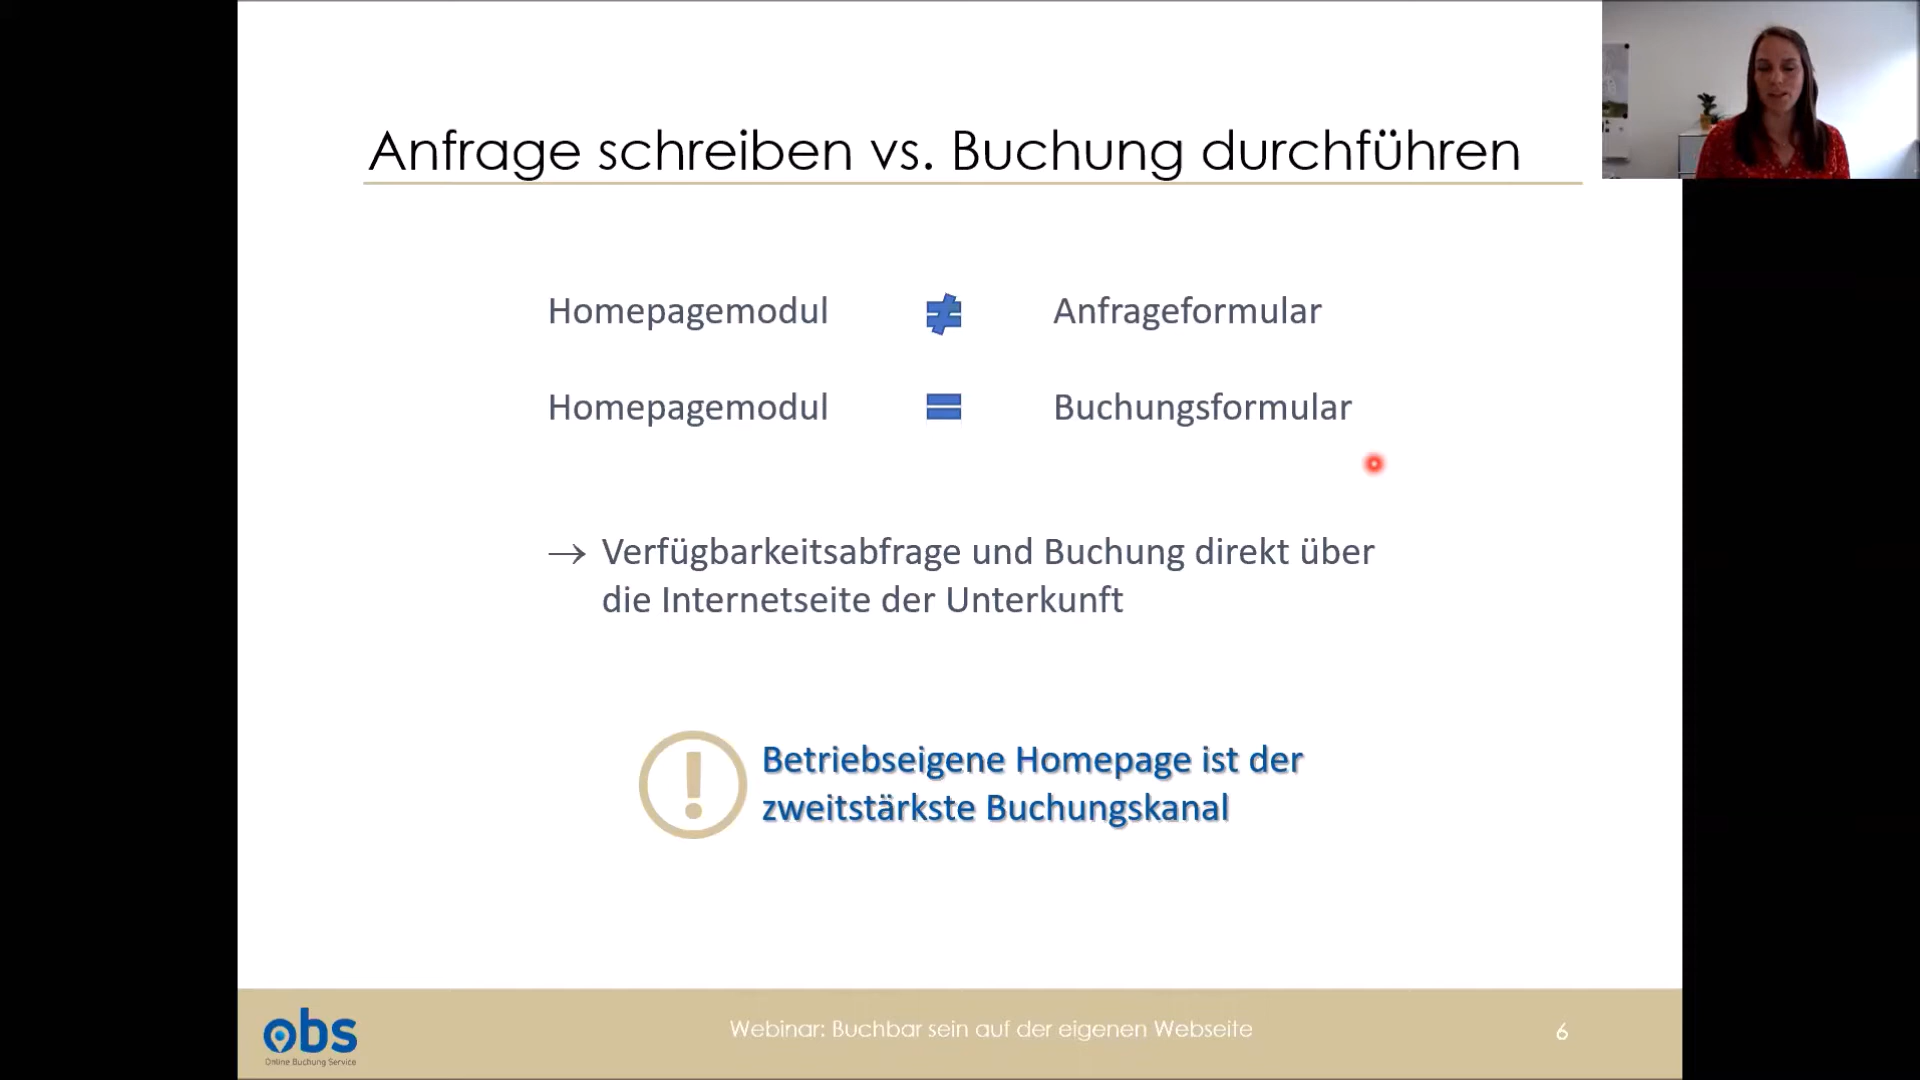 Anfrage schreiben vs. Buchung durchführen
Homepagemodul ≠ Anfrageformular
Homepagemodul = Buchungsformular
→ Verfügbarkeitsabfrage und Buchung direkt über
die Internetseite der Unterkunft
! Betriebseigene Homepage ist der
zweitstärkste Buchungskanal
obs
Online Buchung Service
Webinar: Buchbar sein auf der eigenen Webseite
6